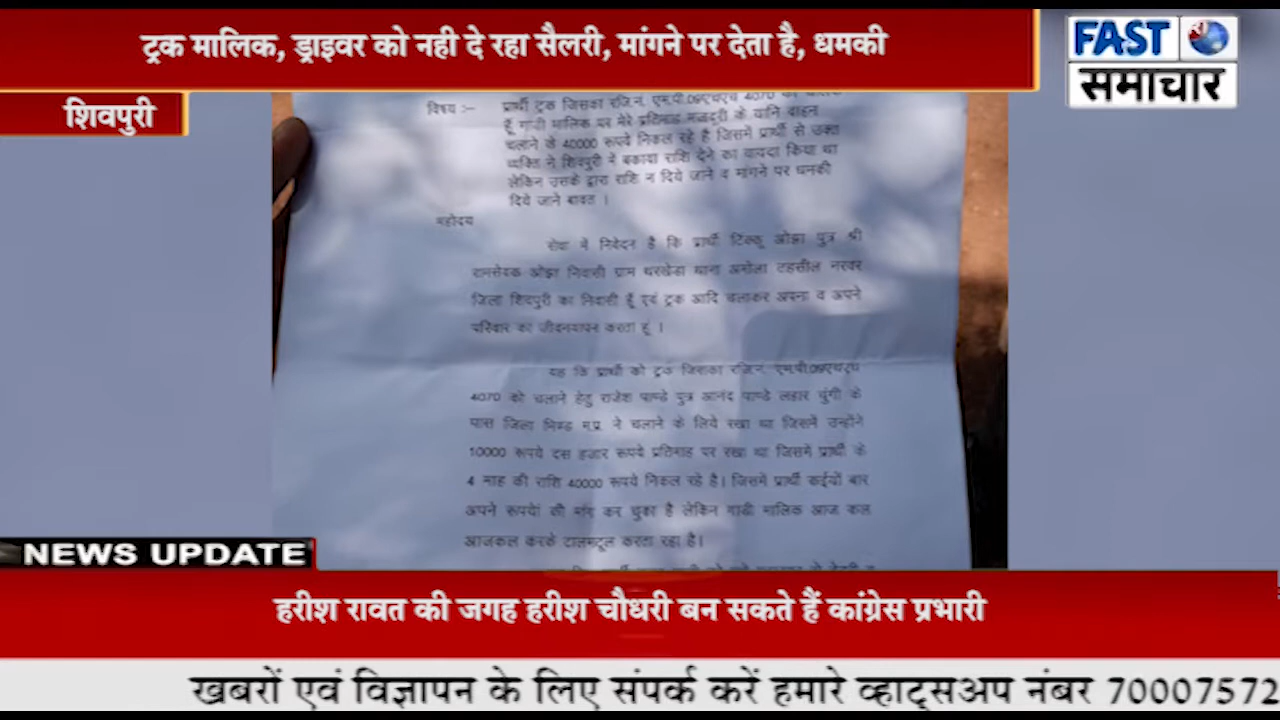 ट्रक मालिक, ड्राइवर को नही दे रहा सैलरी, मांगने पर देता है, धमकी
FAST
समाचार
शिवपुरी
विषय :- प्रार्थी ट्रक जिसका रजि.न. एम.पी.09एचएच 4070 का
हूँ गाडी मालिक पर मेरे प्रतिमाह मजदूरी के यानि वाहन
चलाने के 40000 रूपये निकल रहे है जिसमें प्रार्थी से उक्त
व्यक्ति ने शिवपुरी में बकाया राशि देने का वायदा किया था
लेकिन उसके द्वारा राशि न दिये जाने व मांगने पर धमकी
दिये जाने बावत ।
महोदय
सेवा में निवेदन है कि प्रार्थी टिक्कू ओझा पुत्र श्री
रामसेवक ओझा निवासी ग्राम थरखेडा थाना अमोला टहसील नरवर
जिला शिवपुरी का निवासी हूँ एवं ट्रक आदि चलाकर अपना व अपने
परिवार का जीवनयापन करता हूं ।
यह कि प्रार्थी को ट्रक जिसका रजि.न. एम.पी.09एचएच
4070 को चलाने हेतु राजेश पाण्डे पुत्र आनंद पाण्डे लहार चुंगी के
पास जिला भिण्ड म.प्र. ने चलाने के लिये रखा था जिसमें उन्होंने
10000 रूपये दस हजार रूपये प्रतिमाह पर रखा था जिसमें प्रार्थी के
4 माह की राशि 40000 रूपये निकल रहे है। जिसमें प्रार्थी कईयों बार
अपने रूपयों की मांग कर चुका है लेकिन गाडी मालिक आज कल
आजकल करके टालमटूल करता रहा है।
NEWS UPDATE
हरीश रावत की जगह हरीश चौधरी बन सकते हैं कांग्रेस प्रभारी
खबरों एवं विज्ञापन के लिए संपर्क करें हमारे व्हाट्सअप नंबर 70007572